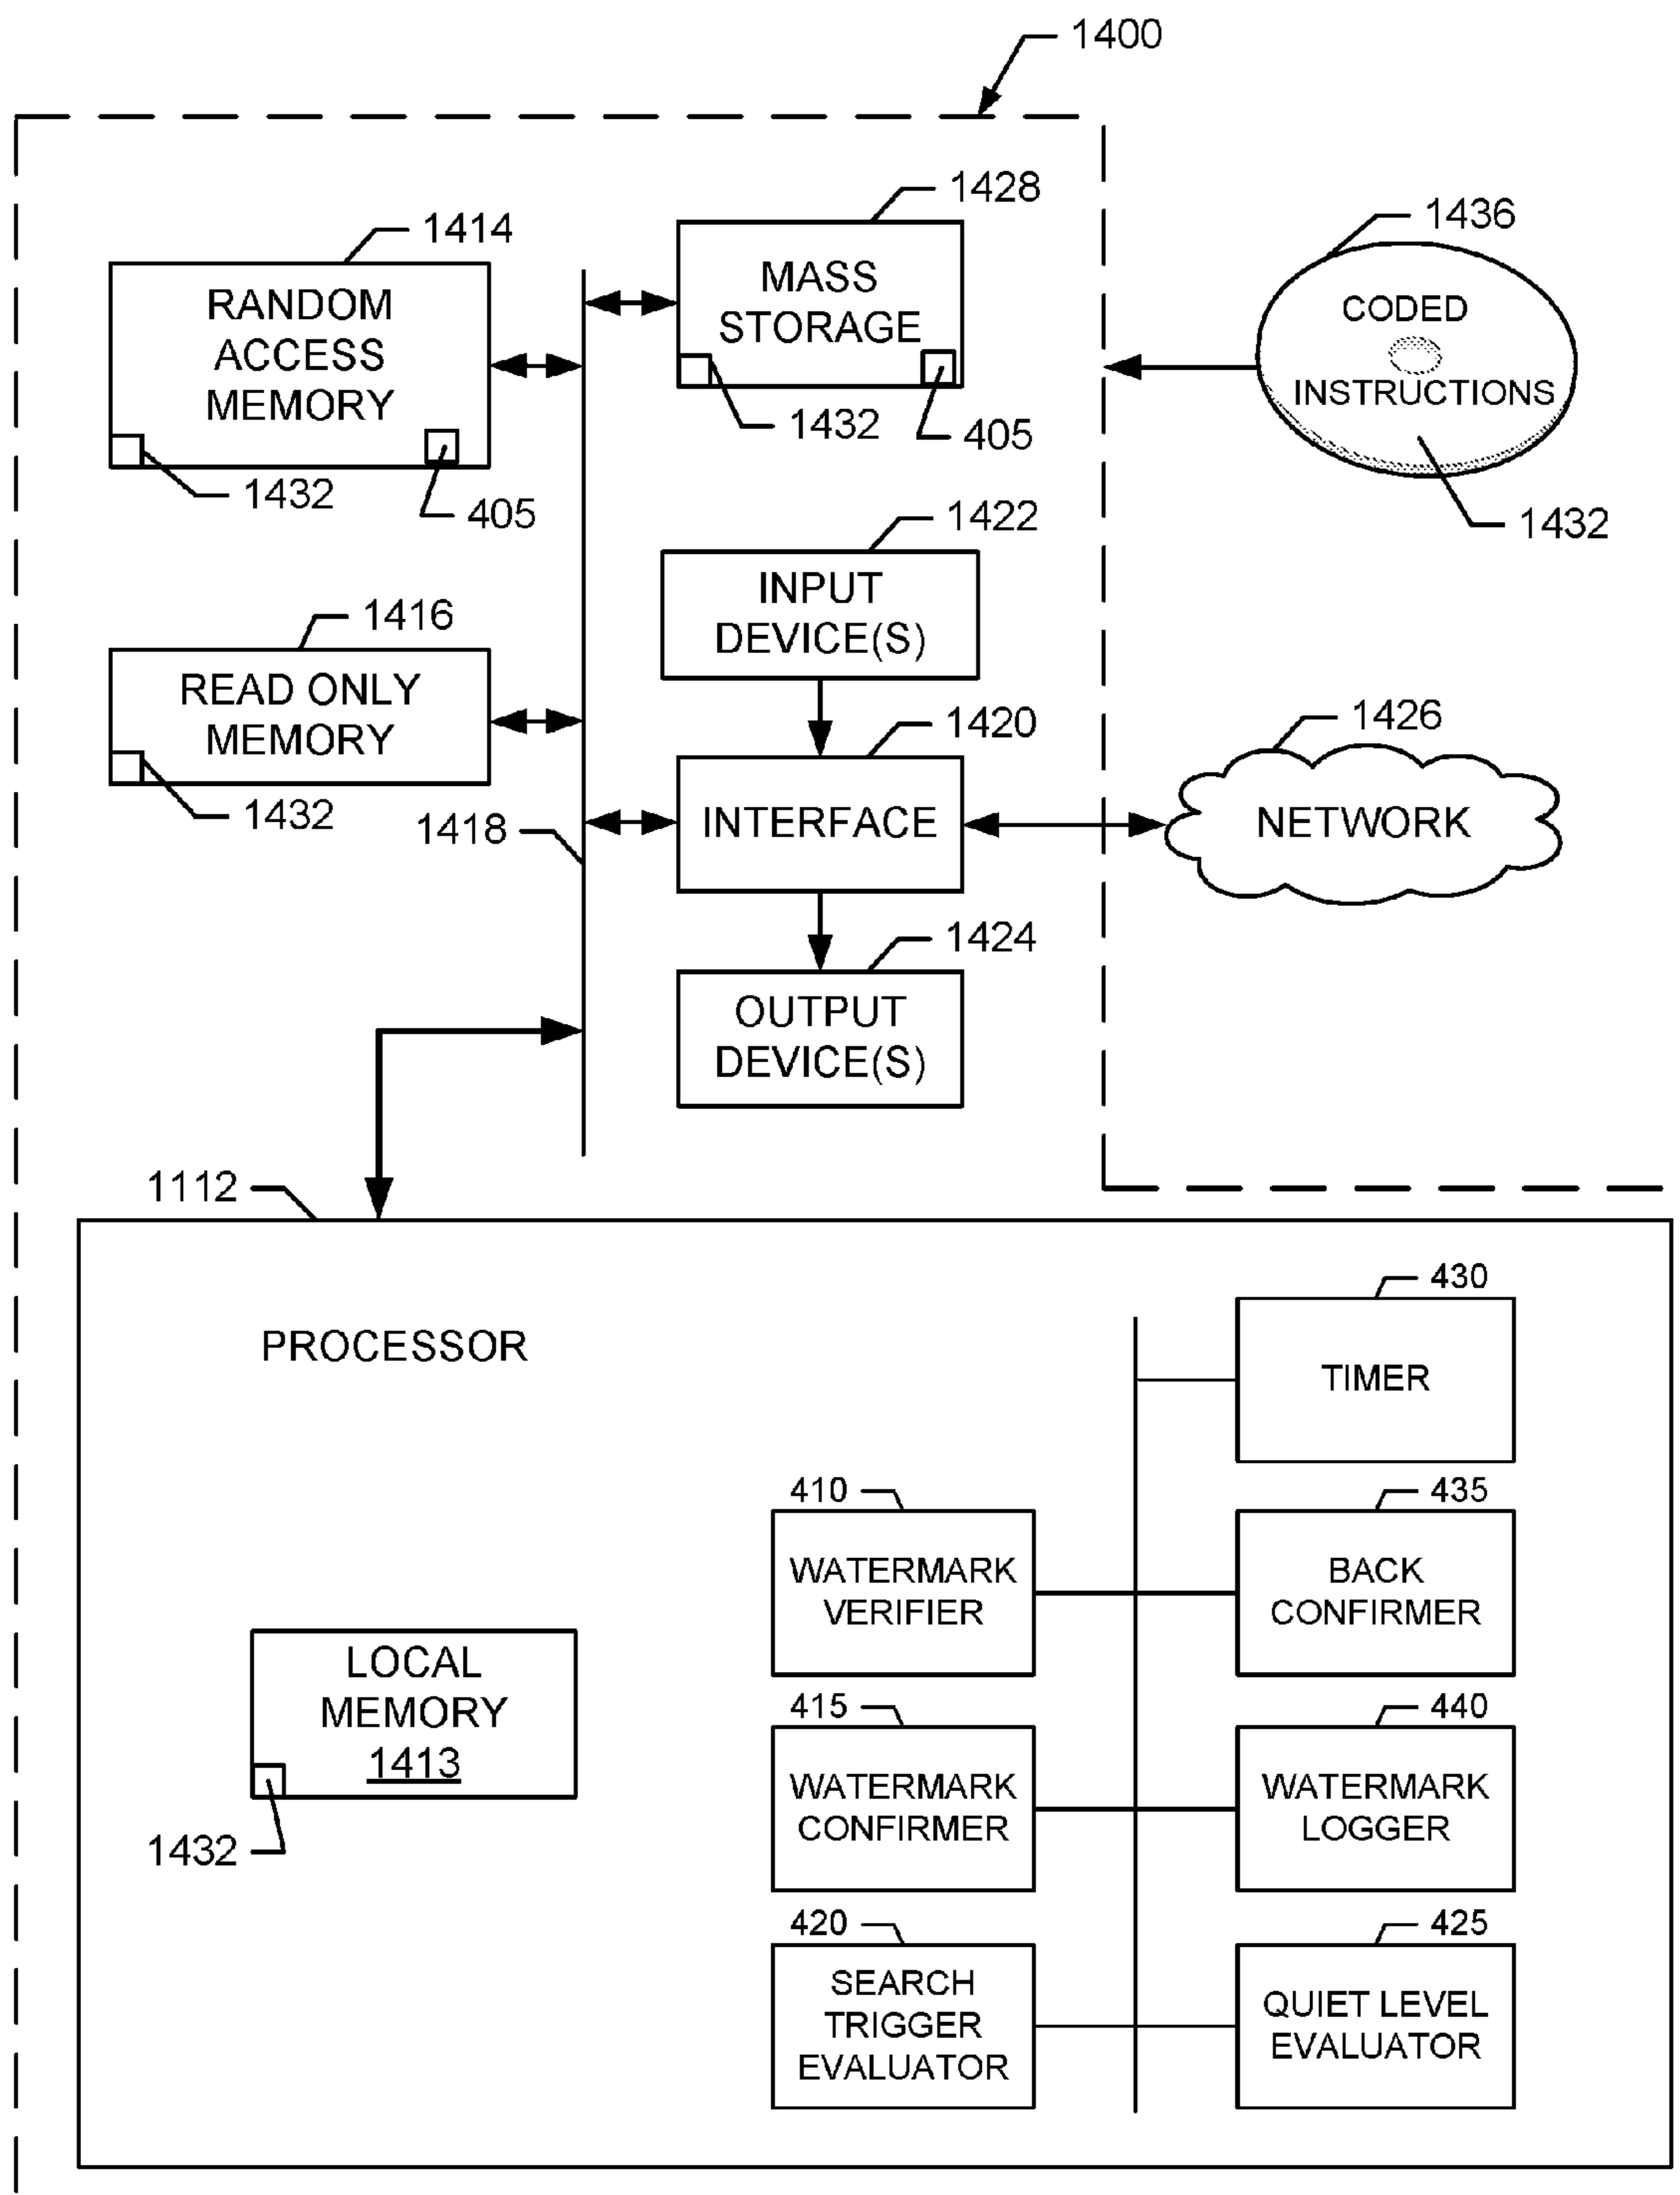 1400
1428
1414
1436
MASS
STORAGE
RANDOM
ACCESS
MEMORY
CODED
INSTRUCTIONS
1432
405
1432
405
1432
1422
INPUT
DEVICE(S)
1416
READ ONLY
MEMORY
1432
1420
1426
INTERFACE
NETWORK
1418
1424
OUTPUT
DEVICE(S)
1112
PROCESSOR
430
TIMER
410
435
WATERMARK
VERIFIER
BACK
CONFIRMER
LOCAL
MEMORY
1413
1432
415
440
WATERMARK
CONFIRMER
WATERMARK
LOGGER
420
425
SEARCH
TRIGGER
EVALUATOR
QUIET LEVEL
EVALUATOR